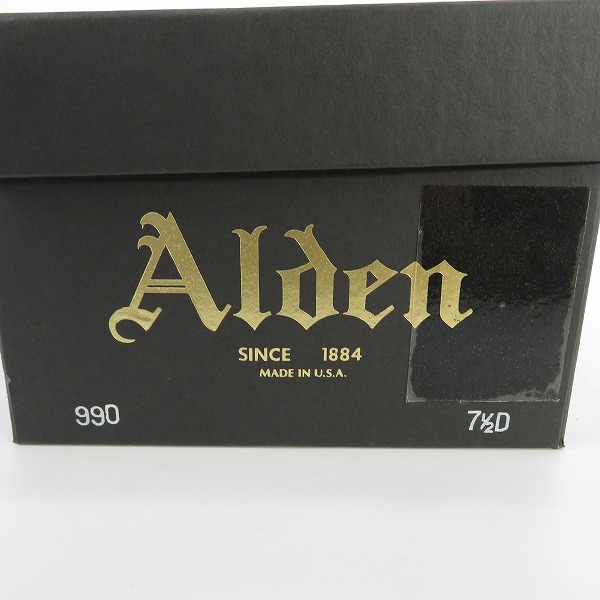 Alden
SINCE 1884
MADE IN U.S.A.
990 7½D